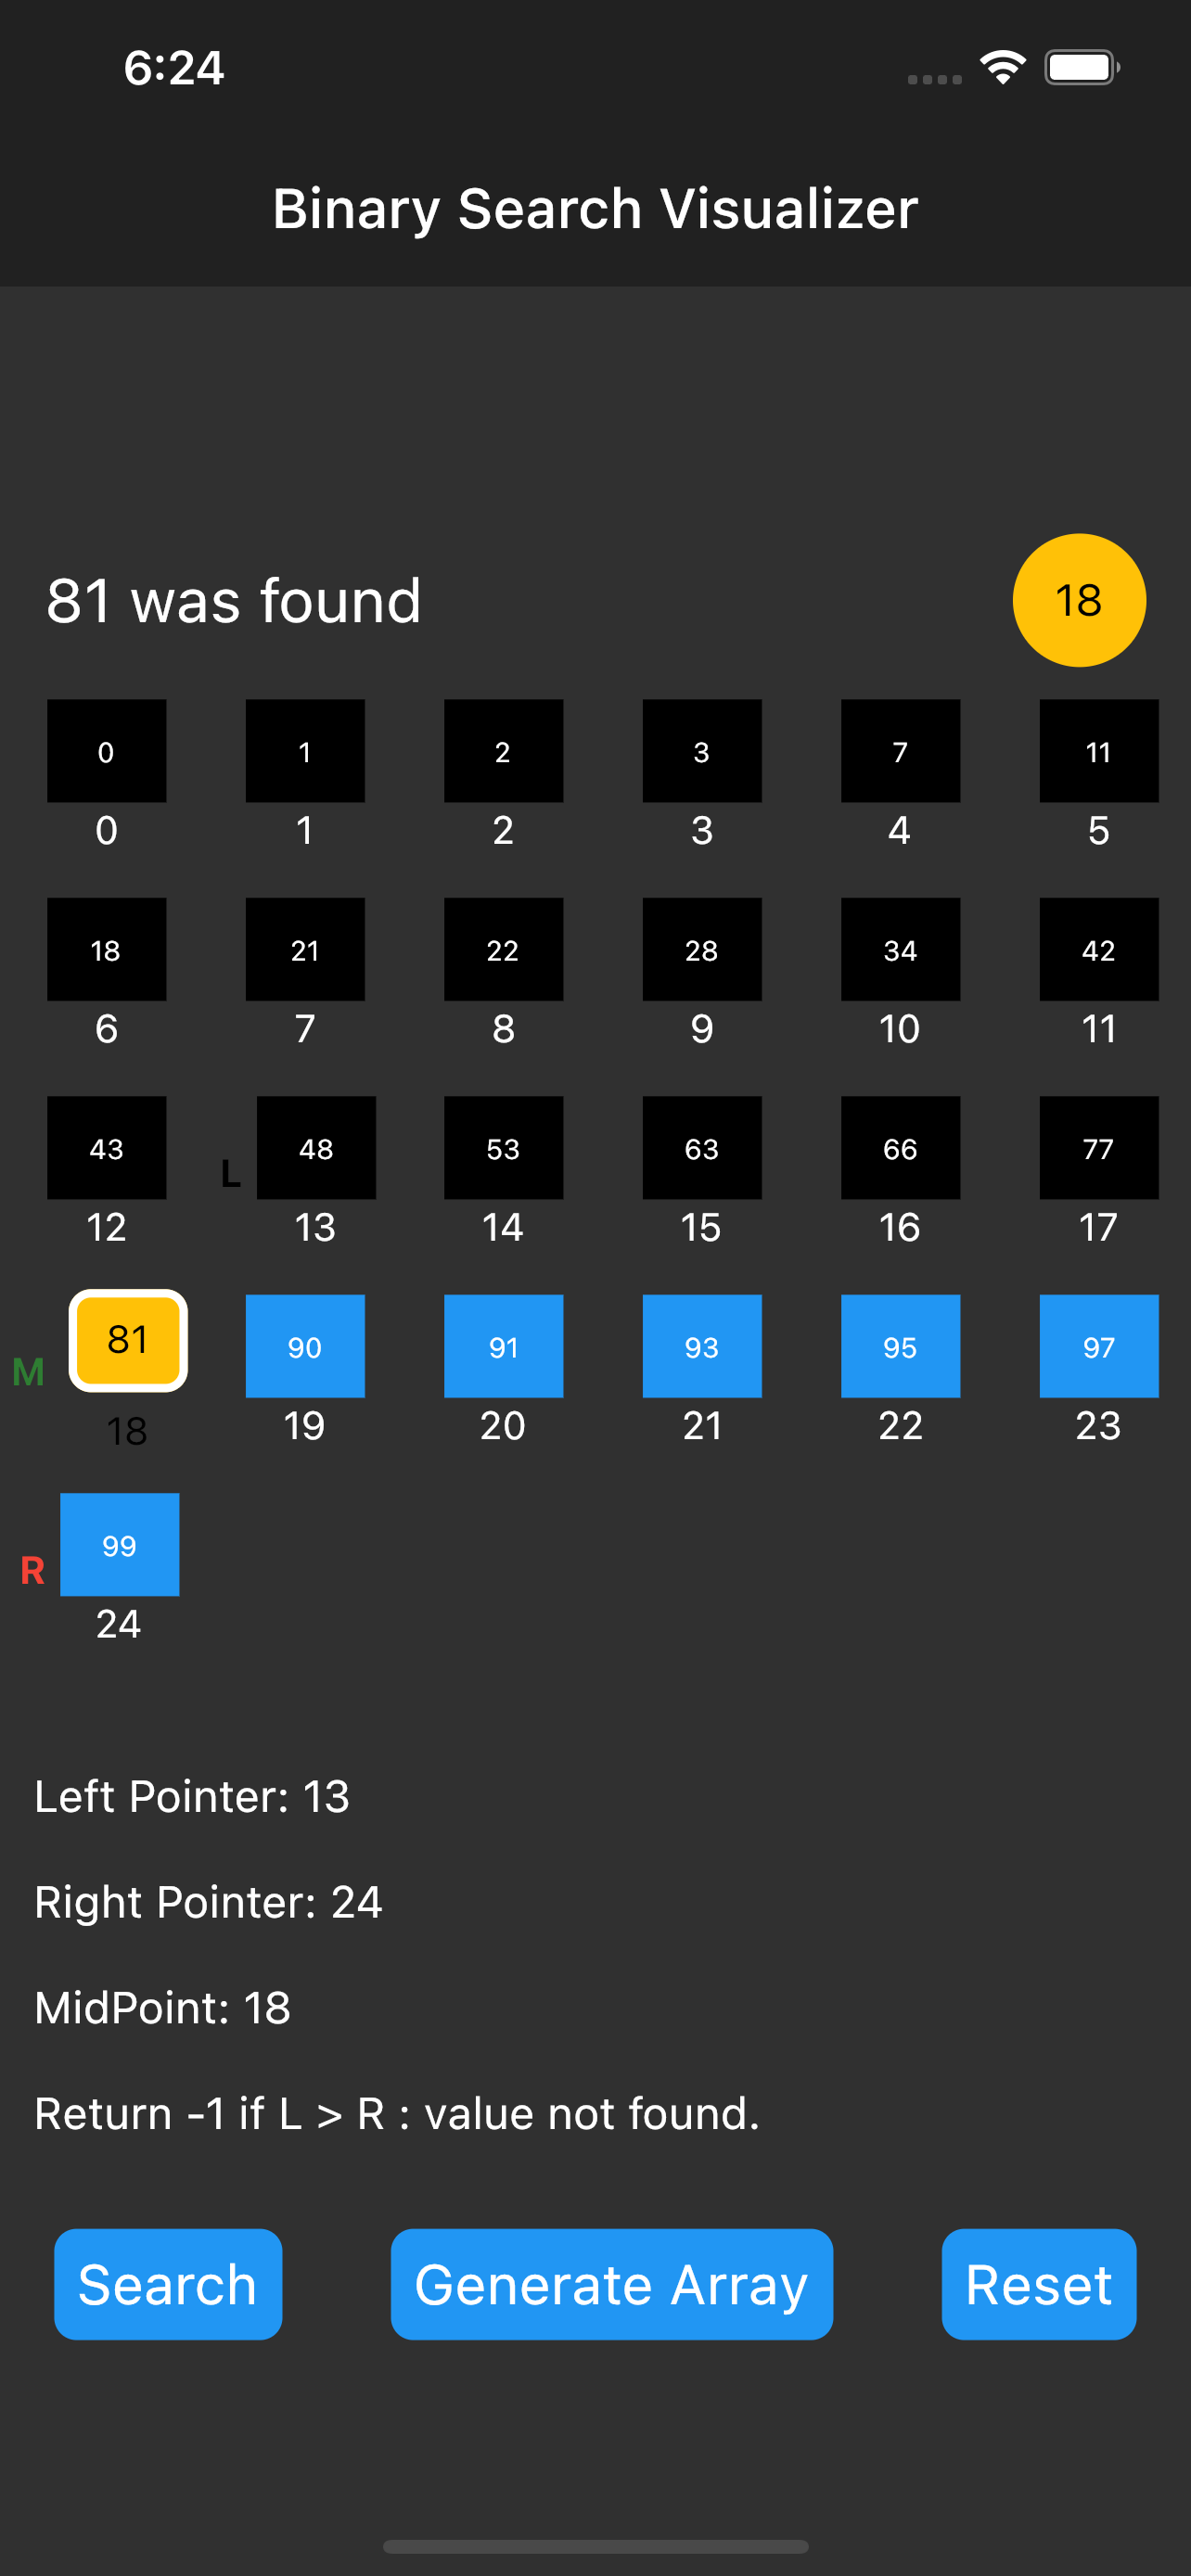 6:24
Binary Search Visualizer
81 was found 18
0 1 2 3 7 11
0 1 2 3 4 5
18 21 22 28 34 42
6 7 8 9 10 11
L 43 48 53 63 66 77
12 13 14 15 16 17
M 81 90 91 93 95 97
18 19 20 21 22 23
R 99
24
Left Pointer: 13
Right Pointer: 24
MidPoint: 18
Return -1 if L > R : value not found.
Search Generate Array Reset